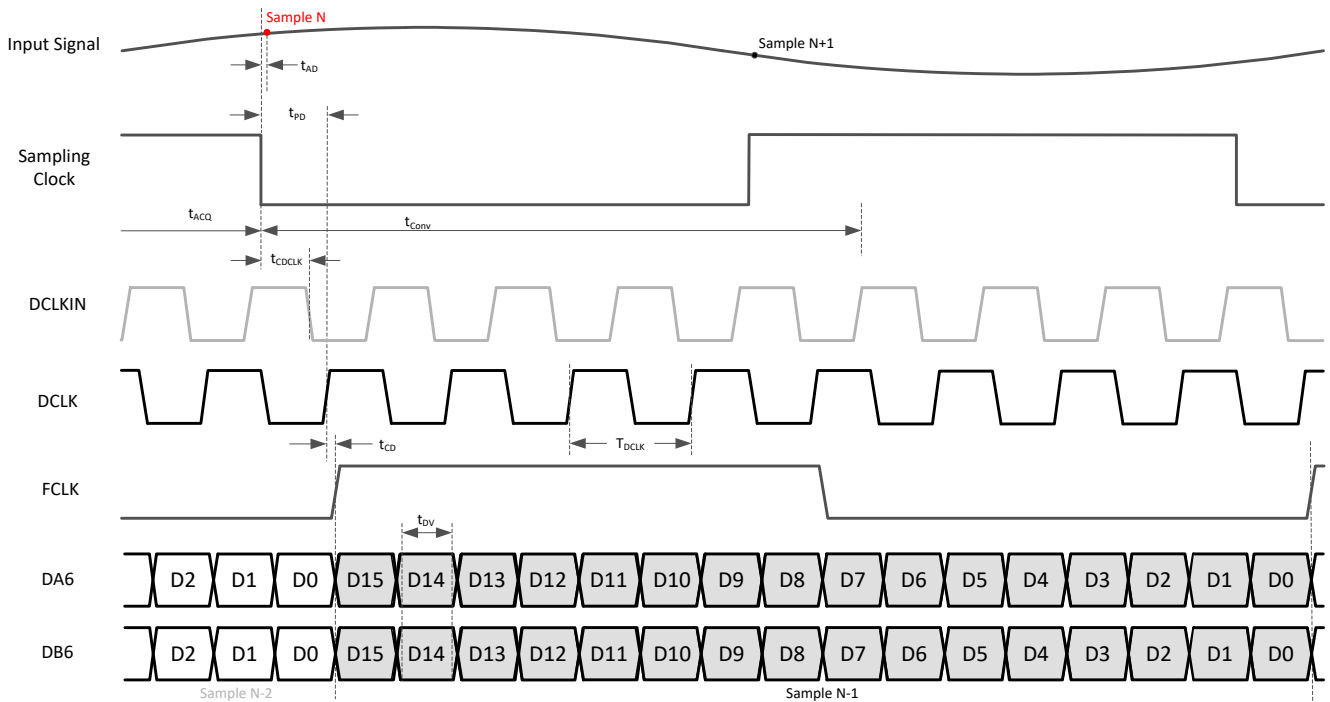 Sample N
Input Signal
Sample N+1
tAD
tPD
Sampling
Clock
tACQ
tConv
tCDCLK
DCLKIN
DCLK
tCD
TDCLK
FCLK
tDV
DA6
D2 D1 D0 D15 D14 D13 D12 D11 D10 D9 D8 D7 D6 D5 D4 D3 D2 D1 D0
DB6
D2 D1 D0 D15 D14 D13 D12 D11 D10 D9 D8 D7 D6 D5 D4 D3 D2 D1 D0
Sample N-2
Sample N-1